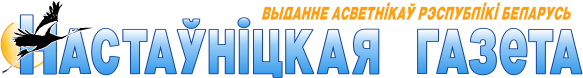 ВЫДАННЕ АСВЕТНІКАЎ РЭСПУБЛІКІ БЕЛАРУСЬ
НАСТАЎНІЦКАЯ ГАЗЕТА